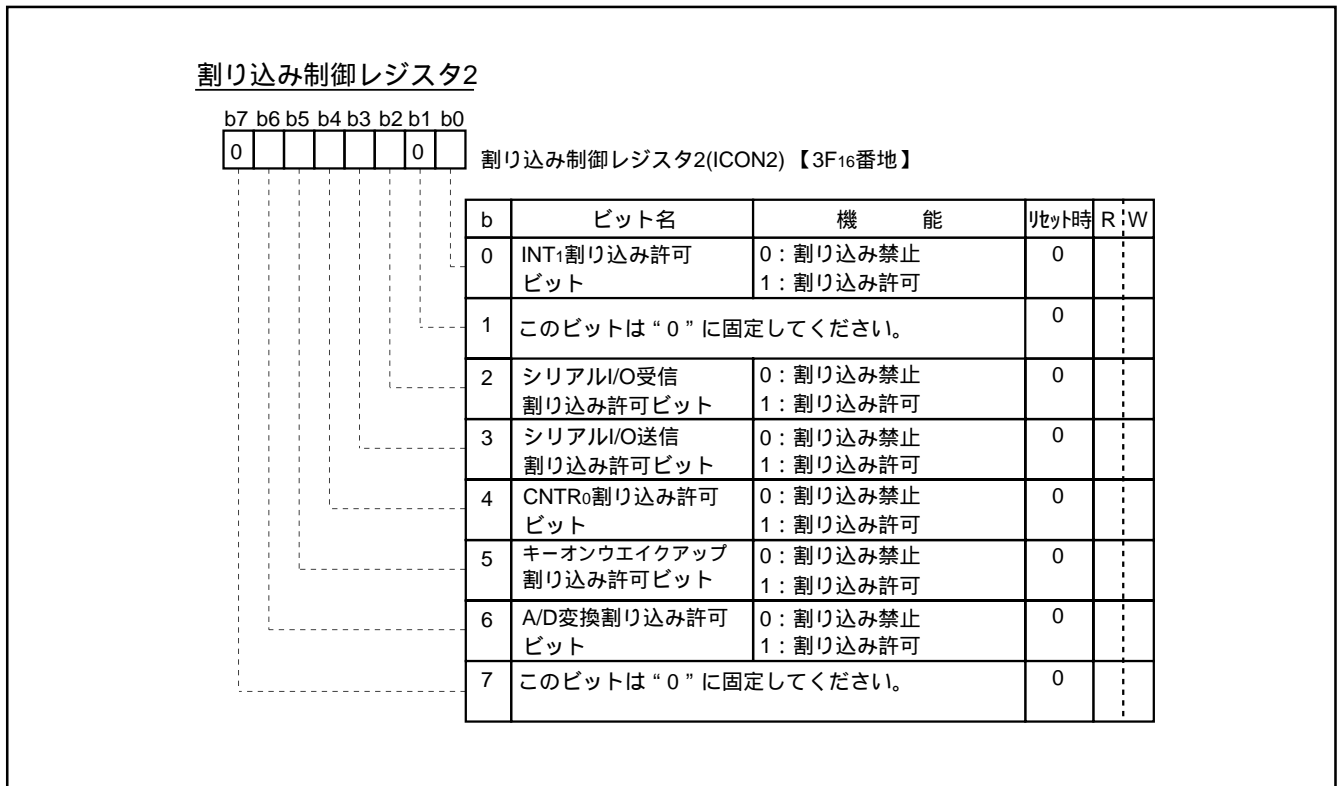 割り込み制御レジスタ2
b7 b6 b5 b4 b3 b2 b1 b0
0 0
割り込み制御レジスタ2(ICON2)【3F16番地】
b ビット名 機 能 リセット時 R W
0 INT1割り込み許可 0:割り込み禁止 0
ビット 1:割り込み許可
1 このビットは“0”に固定してください。 0
2 シリアルI/O受信 0:割り込み禁止 0
割り込み許可ビット 1:割り込み許可
3 シリアルI/O送信 0:割り込み禁止 0
割り込み許可ビット 1:割り込み許可
4 CNTR0割り込み許可 0:割り込み禁止 0
ビット 1:割り込み許可
5 キーオンウエイクアップ 0:割り込み禁止 0
割り込み許可ビット 1:割り込み許可
6 A/D変換割り込み許可 0:割り込み禁止 0
ビット 1:割り込み許可
7 このビットは“0”に固定してください。 0